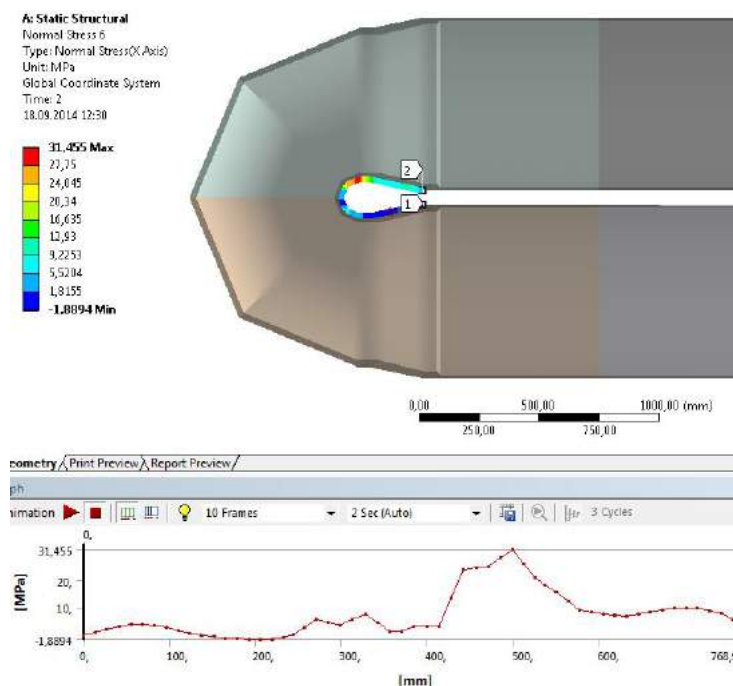 A: Static Structural
Normal Stress 6
Type: Normal Stress(X Axis)
Unit: MPa
Global Coordinate System
Time: 2
18.09.2014 12:30
31,455 Max
27,75
24,045
20,34
16,635
12,93
9,2253
5,5204
1,8155
-1,8894 Min
2
1
0,00 500,00 1000,00 (mm)
250,00 750,00
eometry Print Preview Report Preview
ph
nimation 10 Frames 2 Sec (Auto) 3 Cycles
0,
31,455
20,
10,
-1,8894
[MPa]
0, 100, 200, 300, 400, 500, 600, 768,
[mm]